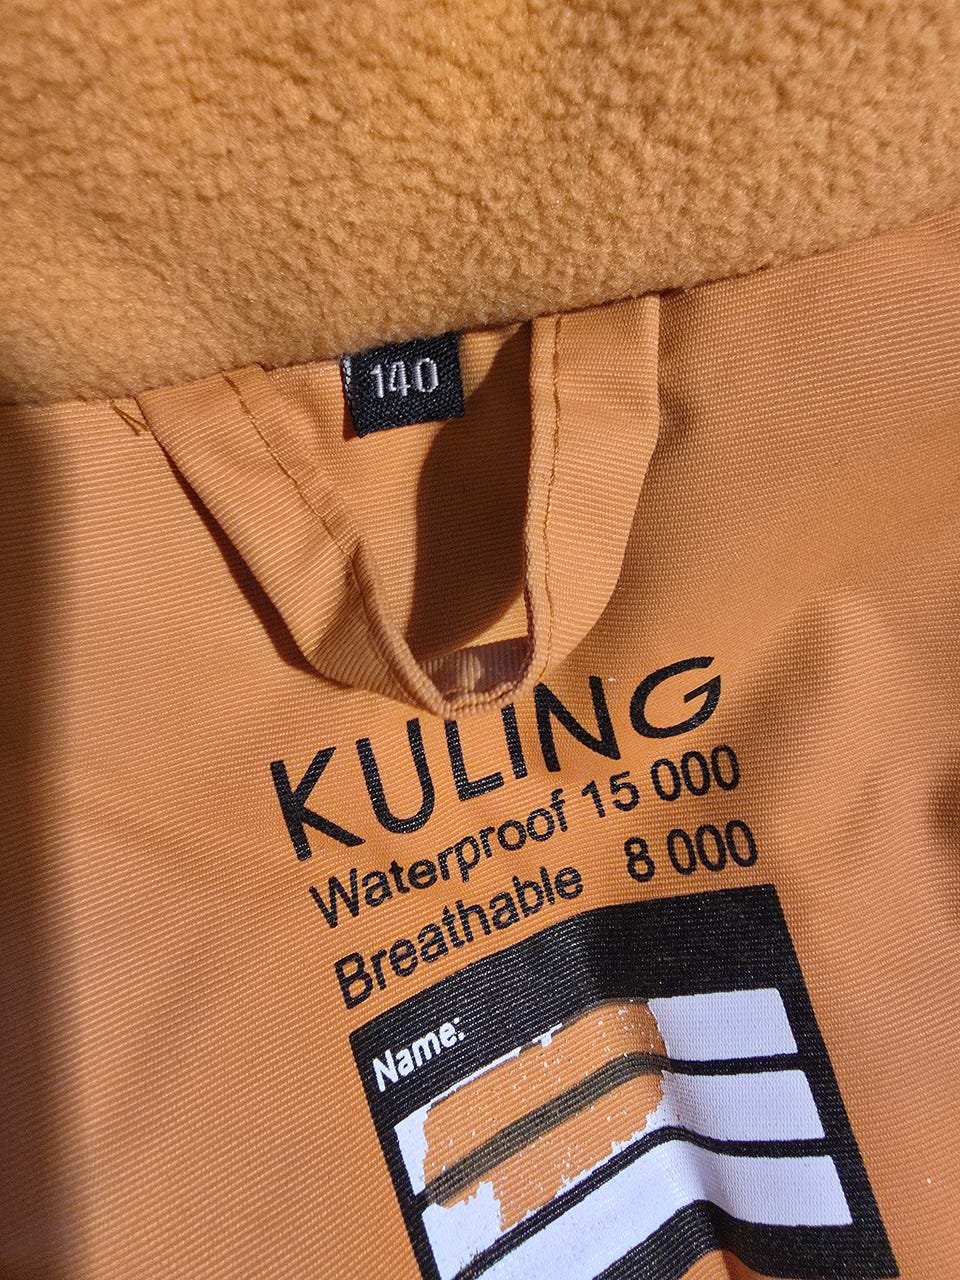 140
KULING
Waterproof 15 000
Breathable 8 000
Name: